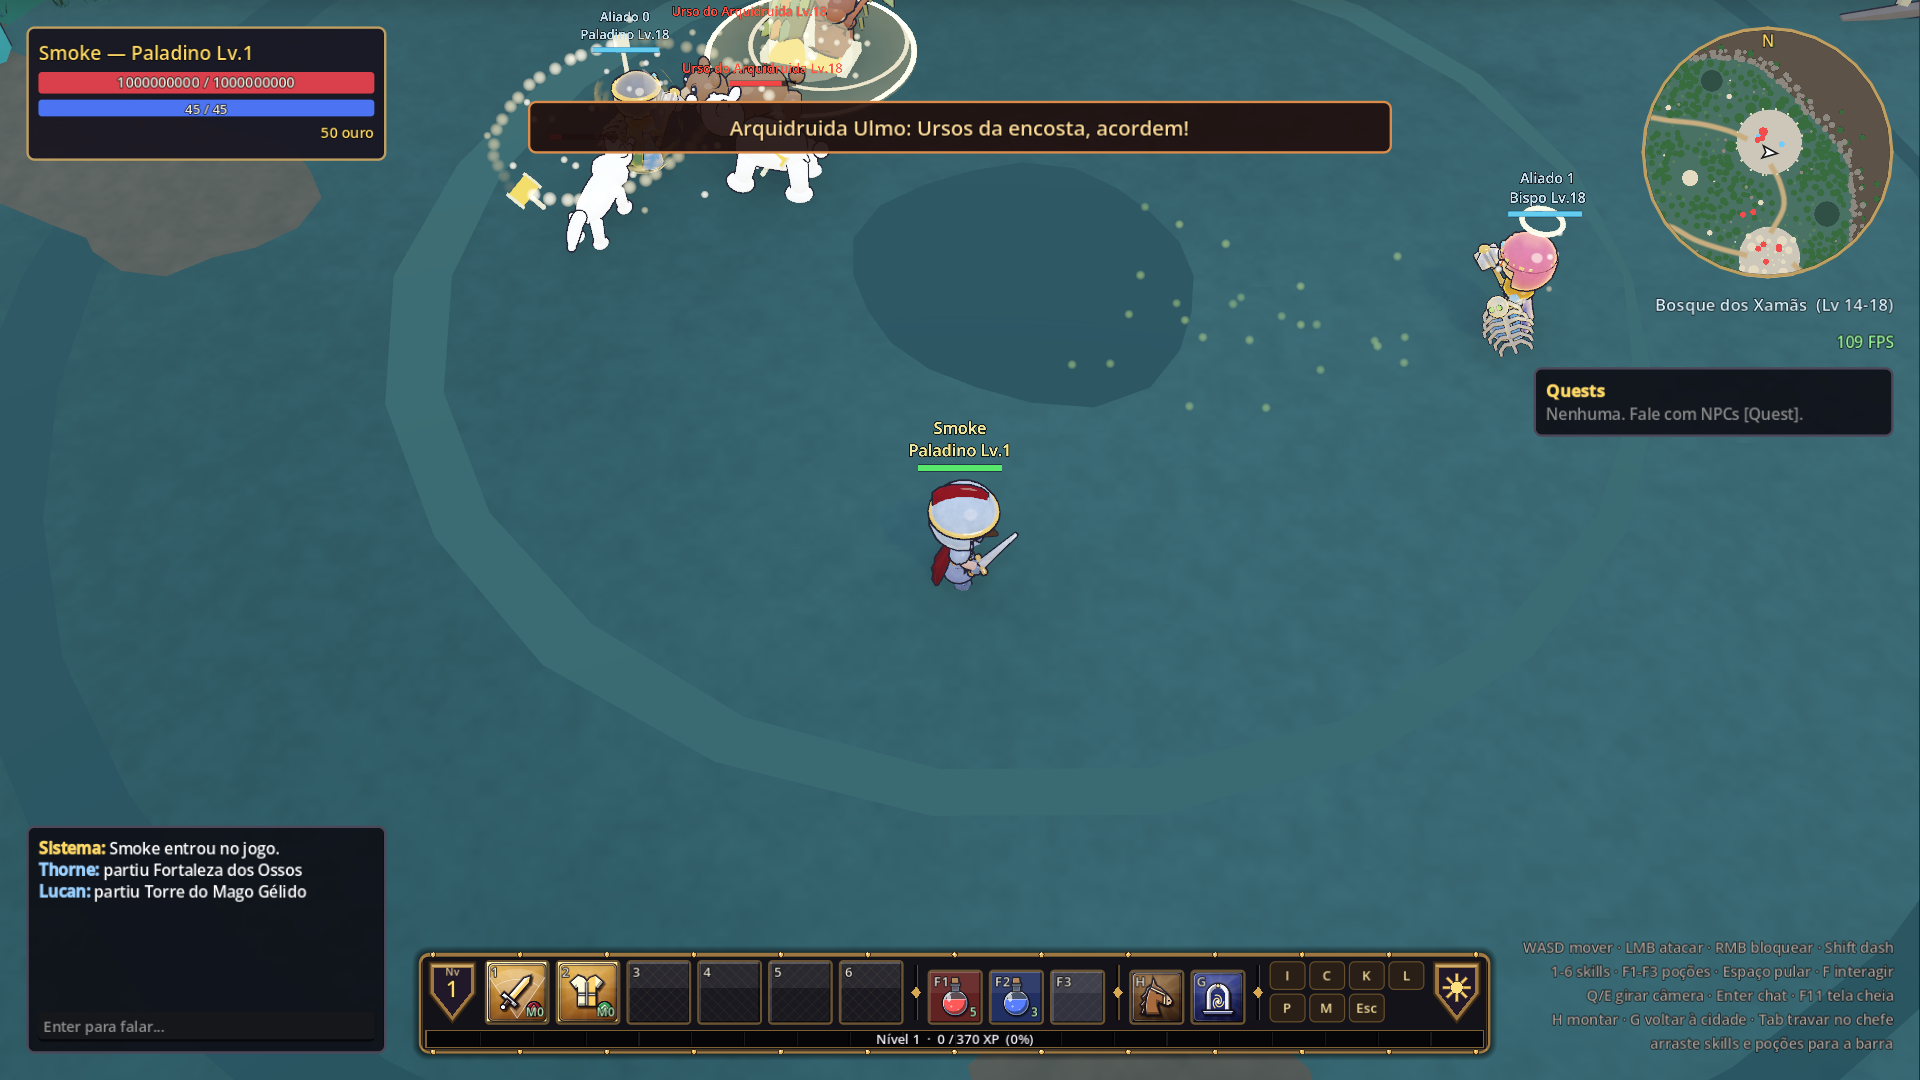 Smoke — Paladino Lv.1
1000000000 / 1000000000
45 / 45
50 ouro
Aliado 0
Paladino Lv.18
Urso do Arquidruida Lv.18
Urso do Arquidruida Lv.18
Arquidruida Ulmo: Ursos da encosta, acordem!
N
Aliado 1
Bispo Lv.18
Bosque dos Xamãs (Lv 14-18)
109 FPS
Quests
Nenhuma. Fale com NPCs [Quest].
Smoke
Paladino Lv.1
Sistema: Smoke entrou no jogo.
Thorne: partiu Fortaleza dos Ossos
Lucan: partiu Torre do Mago Gélido
Enter para falar...
Nv
1
1
M0
2
M0
3
4
5
6
F1
5
F2
3
F3
H
G
I
C
K
L
P
M
Esc
Nível 1 · 0 / 370 XP (0%)
WASD mover · LMB atacar · RMB bloquear · Shift dash
1-6 skills · F1-F3 poções · Espaço pular · F interagir
Q/E girar câmera · Enter chat · F11 tela cheia
H montar · G voltar à cidade · Tab travar no chefe
arraste skills e poções para a barra